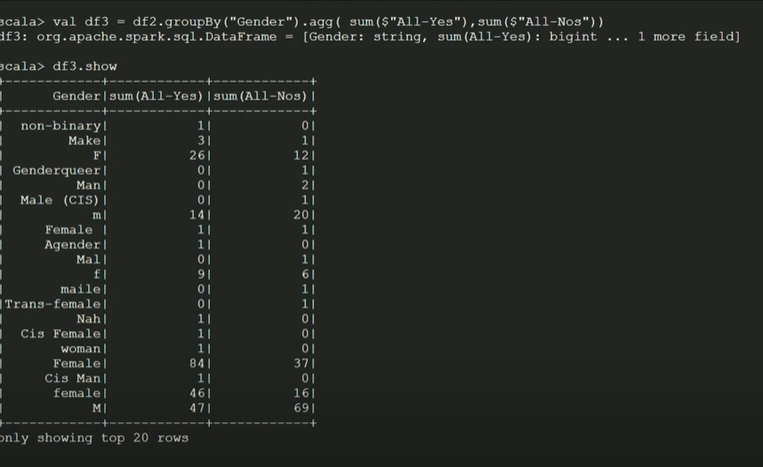 scala> val df3 = df2.groupBy("Gender").agg( sum($"All-Yes"),sum($"All-Nos"))
df3: org.apache.spark.sql.DataFrame = [Gender: string, sum(All-Yes): bigint ... 1 more field]
scala> df3.show
+------------+------------+------------+
|      Gender|sum(All-Yes)|sum(All-Nos)|
+------------+------------+------------+
|  non-binary|           1|           0|
|        Make|           3|           1|
|           F|          26|          12|
| Genderqueer|           0|           1|
|         Man|           0|           2|
|  Male (CIS)|           0|           1|
|           m|          14|          20|
|     Female |           1|           1|
|     Agender|           1|           0|
|         Mal|           0|           1|
|           f|           9|           6|
|       maile|           0|           1|
|Trans-female|           0|           1|
|         Nah|           1|           0|
|  Cis Female|           1|           0|
|       woman|           1|           0|
|      Female|          84|          37|
|     Cis Man|           1|           0|
|      female|          46|          16|
|           M|          47|          69|
+------------+------------+------------+
only showing top 20 rows